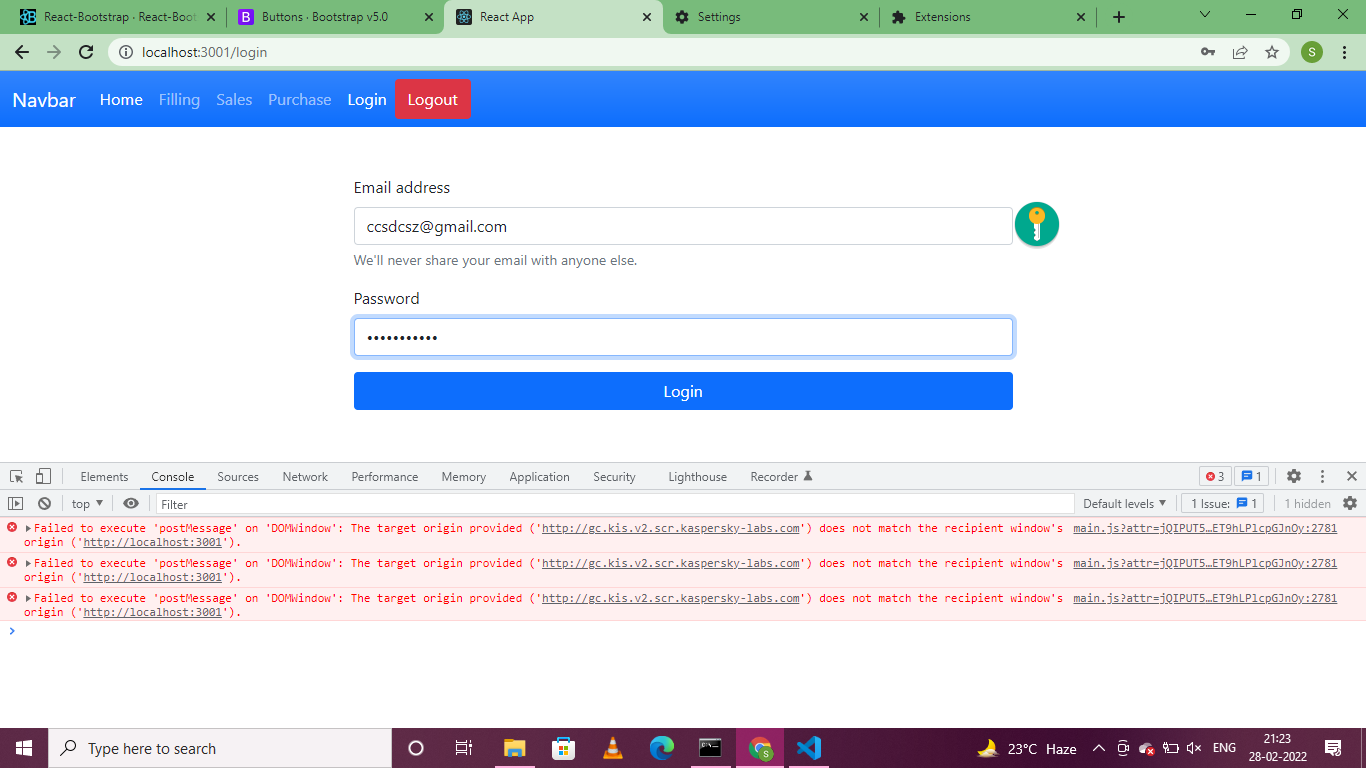 React-Bootstrap · React-Boot
Buttons · Bootstrap v5.0
React App
Settings
Extensions
localhost:3001/login
S
Navbar Home Filling Sales Purchase Login Logout
Email address
ccsdcsz@gmail.com
We'll never share your email with anyone else.
Password
•••••••••••
Login
Elements Console Sources Network Performance Memory Application Security Lighthouse Recorder 3 1
top Filter Default levels 1 Issue: 1 1 hidden
Failed to execute 'postMessage' on 'DOMWindow': The target origin provided ('http://gc.kis.v2.scr.kaspersky-labs.com') does not match the recipient window's main.js?attr=jQIPUT5…ET9hLPlcpGJnOy:2781
origin ('http://localhost:3001').
Failed to execute 'postMessage' on 'DOMWindow': The target origin provided ('http://gc.kis.v2.scr.kaspersky-labs.com') does not match the recipient window's main.js?attr=jQIPUT5…ET9hLPlcpGJnOy:2781
origin ('http://localhost:3001').
Failed to execute 'postMessage' on 'DOMWindow': The target origin provided ('http://gc.kis.v2.scr.kaspersky-labs.com') does not match the recipient window's main.js?attr=jQIPUT5…ET9hLPlcpGJnOy:2781
origin ('http://localhost:3001').
Type here to search
23°C Haze
ENG
21:23
28-02-2022